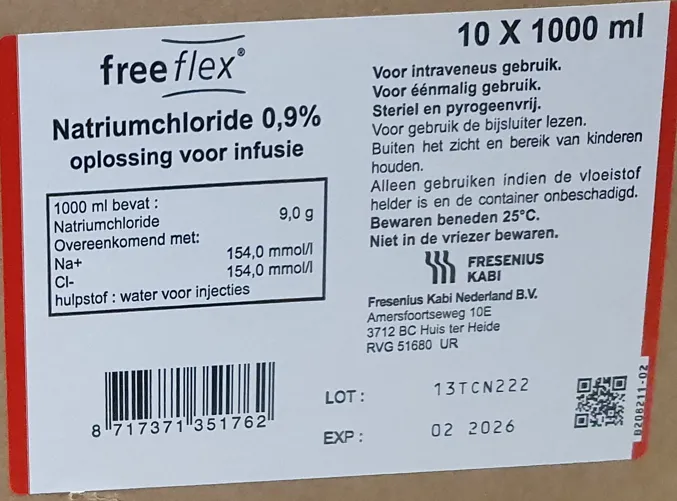 freeflex®
Natriumchloride 0,9%
oplossing voor infusie
1000 ml bevat :
Natriumchloride 9,0 g
Overeenkomend met:
Na+ 154,0 mmol/l
Cl- 154,0 mmol/l
hulpstof : water voor injecties
8 717371 351762
10 X 1000 ml
Voor intraveneus gebruik.
Voor éénmalig gebruik.
Steriel en pyrogeenvrij.
Voor gebruik de bijsluiter lezen.
Buiten het zicht en bereik van kinderen
houden.
Alleen gebruiken indien de vloeistof
helder is en de container onbeschadigd.
Bewaren beneden 25°C.
Niet in de vriezer bewaren.
FRESENIUS
KABI
Fresenius Kabi Nederland B.V.
Amersfoortseweg 10E
3712 BC Huis ter Heide
RVG 51680 UR
LOT : 13TCN222
EXP : 02 2026
B208211-02